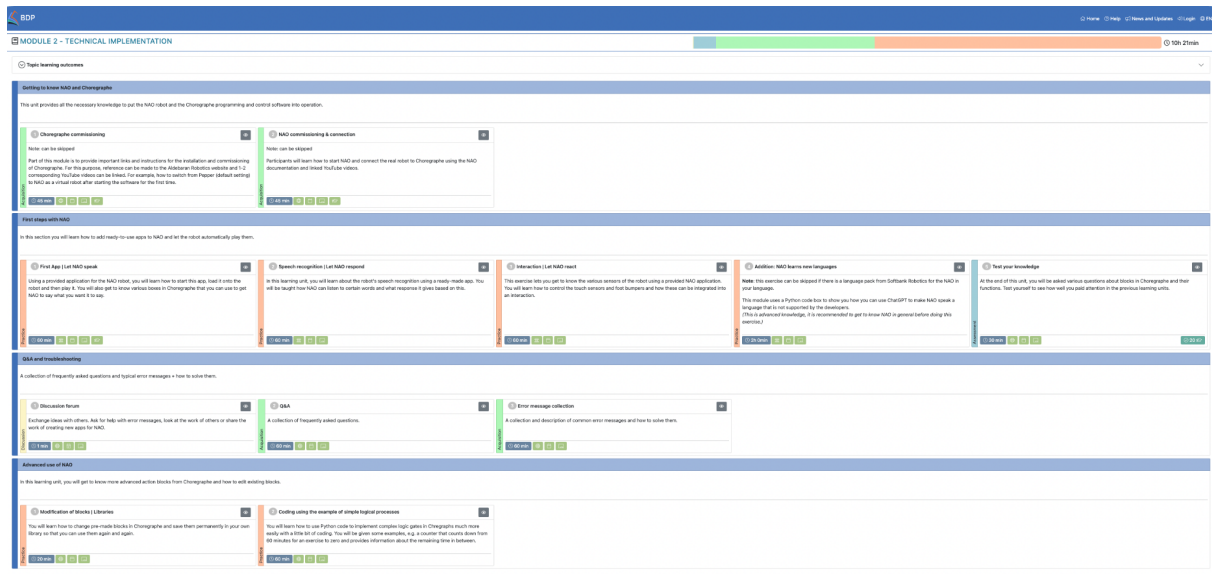 BDP
Home Help News and Updates Login EN
MODULE 2 - TECHNICAL IMPLEMENTATION
10h 21min
Topic learning outcomes
Getting to know NAO and Choregraphe
This unit provides all the necessary knowledge to put the NAO robot and the Choregraphe programming and control software into operation.
1 Choregraphe commissioning
Note: can be skipped
Part of this module is to provide important links and instructions for the installation and commissioning
of Choregraphe. For this purpose, reference can be made to the Aldebaran Robotics website and 1-2
corresponding YouTube videos can be linked. For example, how to switch from Pepper (default setting)
to NAO as a virtual robot after starting the software for the first time.
Acquisition
45 min
2 NAO commissioning & connection
Note: can be skipped
Participants will learn how to start NAO and connect the real robot to Choregraphe using the NAO
documentation and linked YouTube videos.
Acquisition
45 min
First steps with NAO
In this section you will learn how to add ready-to-use apps to NAO and let the robot automatically play them.
1 First App | Let NAO speak
Using a provided application for the NAO robot, you will learn how to start this app, load it onto the
robot and then play it. You will also get to know various boxes in Choregraphe that you can use to get
NAO to say what you want it to say.
Practice
60 min
2 Speech recognition | Let NAO respond
In this learning unit, you will learn about the robot's speech recognition using a ready-made app. You
will be taught how NAO can listen to certain words and what response it gives based on this.
Practice
60 min
3 Interaction | Let NAO react
This exercise lets you get to know the various sensors of the robot using a provided NAO application.
You will learn how to control the touch sensors and foot bumpers and how these can be integrated into
an interaction.
Practice
60 min
4 Addition: NAO learns new languages
Note: this exercise can be skipped if there is a language pack from Softbank Robotics for the NAO in
your language.
This module uses a Python code box to show you how you can use ChatGPT to make NAO speak a
language that is not supported by the developers.
(This is advanced knowledge, it is recommended to get to know NAO in general before doing this
exercise.)
Practice
2h 0min
5 Test your knowledge
At the end of this unit, you will be asked various questions about blocks in Choregraphe and their
functions. Test yourself to see how well you paid attention in the previous learning units.
Assessment
30 min
Q&A and troubleshooting
A collection of frequently asked questions and typical error messages + how to solve them.
1 Discussion forum
Exchange ideas with others. Ask for help with error messages, look at the work of others or share the
work of creating new apps for NAO.
Discussion
1 min
2 Q&A
A collection of frequently asked questions.
Acquisition
60 min
3 Error message collection
A collection and description of common error messages and how to solve them.
Acquisition
60 min
Advanced use of NAO
In this learning unit, you will get to know more advanced action blocks from Choregraphe and how to edit existing blocks.
1 Modification of blocks | Libraries
You will learn how to change pre-made blocks in Choregraphe and save them permanently in your own
library so that you can use them again and again.
Practice
20 min
2 Coding using the example of simple logical processes
You will learn how to use Python code to implement complex logic gates in Chregraphs much more
easily with a little bit of coding. You will be given some examples, e.g. a counter that counts down from
60 minutes for an exercise to zero and provides information about the remaining time in between.
Practice
60 min